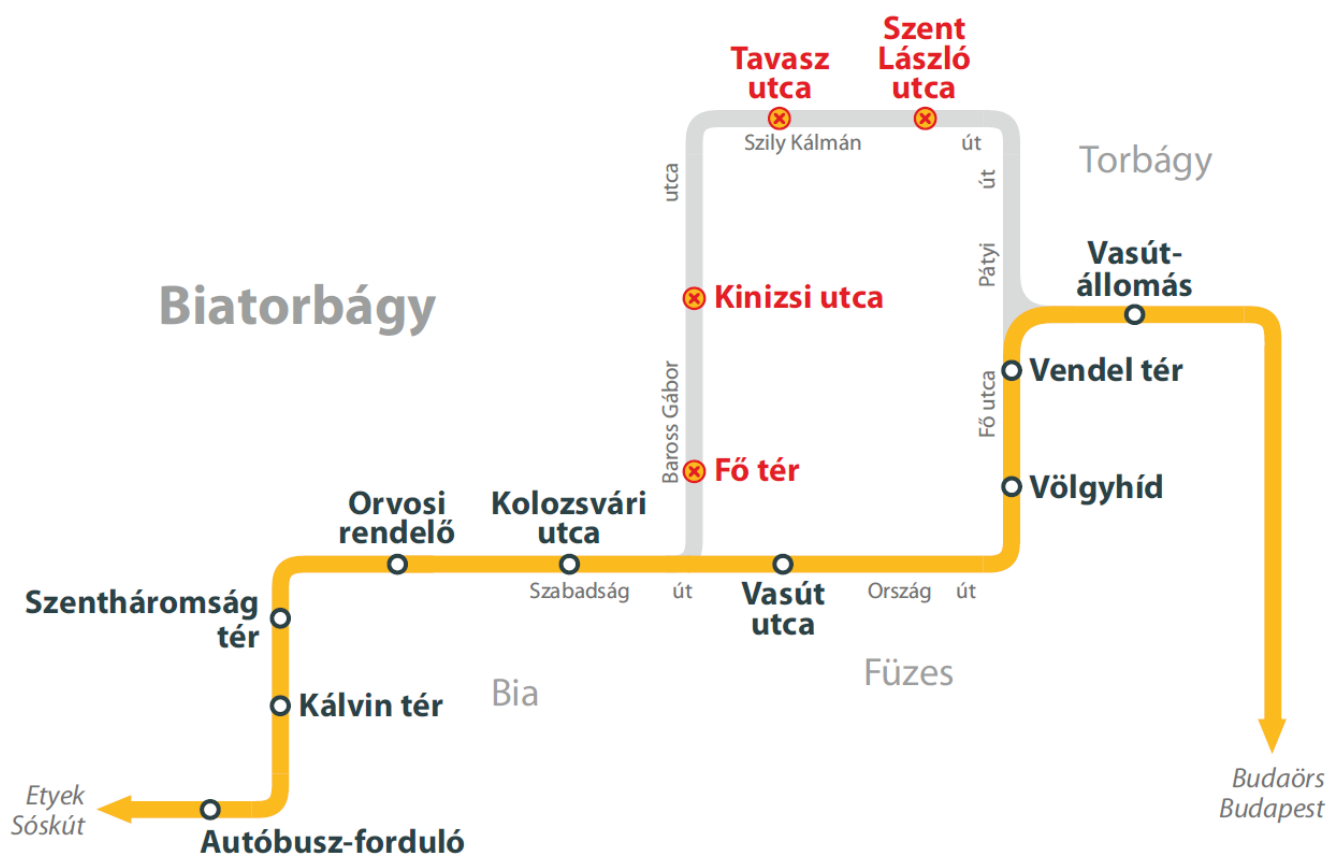 Szent
László
utca
Tavasz
utca
Szily Kálmán út
Torbágy
utca
út
Pátyi
Vasút-
állomás
Biatorbágy
Kinizsi utca
Vendel tér
Baross Gábor
Fő utca
Fő tér
Völgyhíd
Orvosi
rendelő
Kolozsvári
utca
Szabadság út
Vasút
utca
Ország út
Szentháromság
tér
Füzes
Bia
Kálvin tér
Etyek
Sóskút
Budaörs
Budapest
Autóbusz-forduló